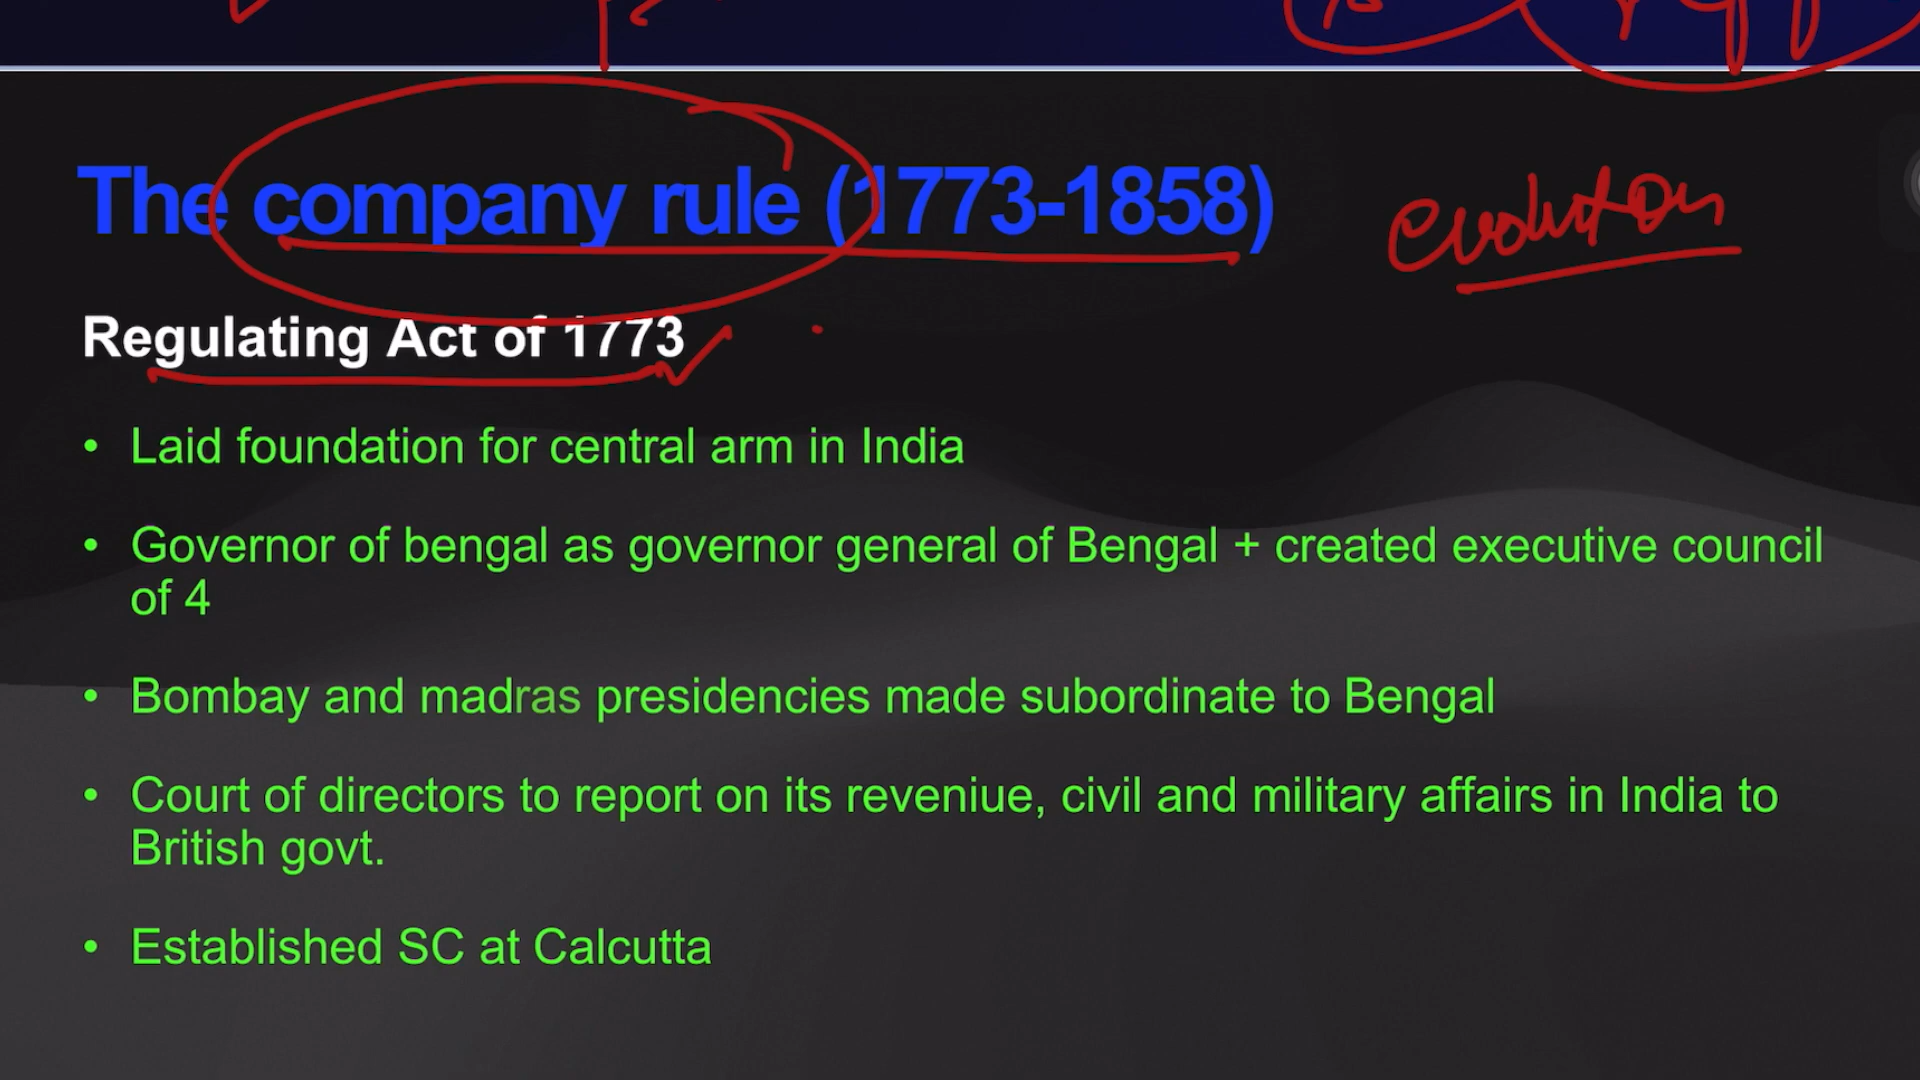 The company rule (1773-1858)
evolution
Regulating Act of 1773
• Laid foundation for central arm in India
• Governor of bengal as governor general of Bengal + created executive council
of 4
• Bombay and madras presidencies made subordinate to Bengal
• Court of directors to report on its reveniue, civil and military affairs in India to
British govt.
• Established SC at Calcutta